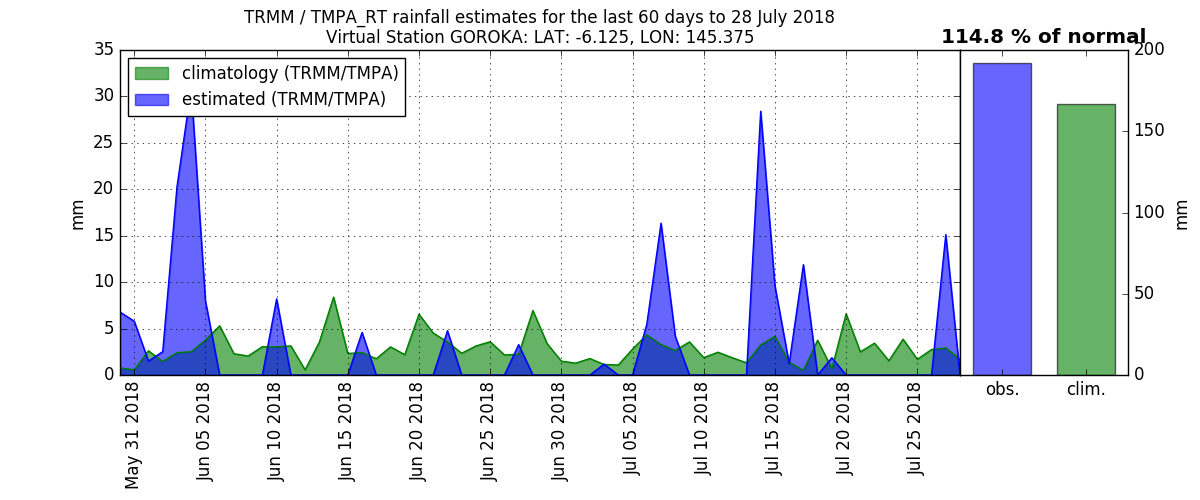 TRMM / TMPA_RT rainfall estimates for the last 60 days to 28 July 2018
Virtual Station GOROKA: LAT: -6.125, LON: 145.375
114.8 % of normal
climatology (TRMM/TMPA)
estimated (TRMM/TMPA)
35
30
25
20
15
10
5
0
mm
May 31 2018
Jun 05 2018
Jun 10 2018
Jun 15 2018
Jun 20 2018
Jun 25 2018
Jun 30 2018
Jul 05 2018
Jul 10 2018
Jul 15 2018
Jul 20 2018
Jul 25 2018
200
150
100
50
0
mm
obs.
clim.